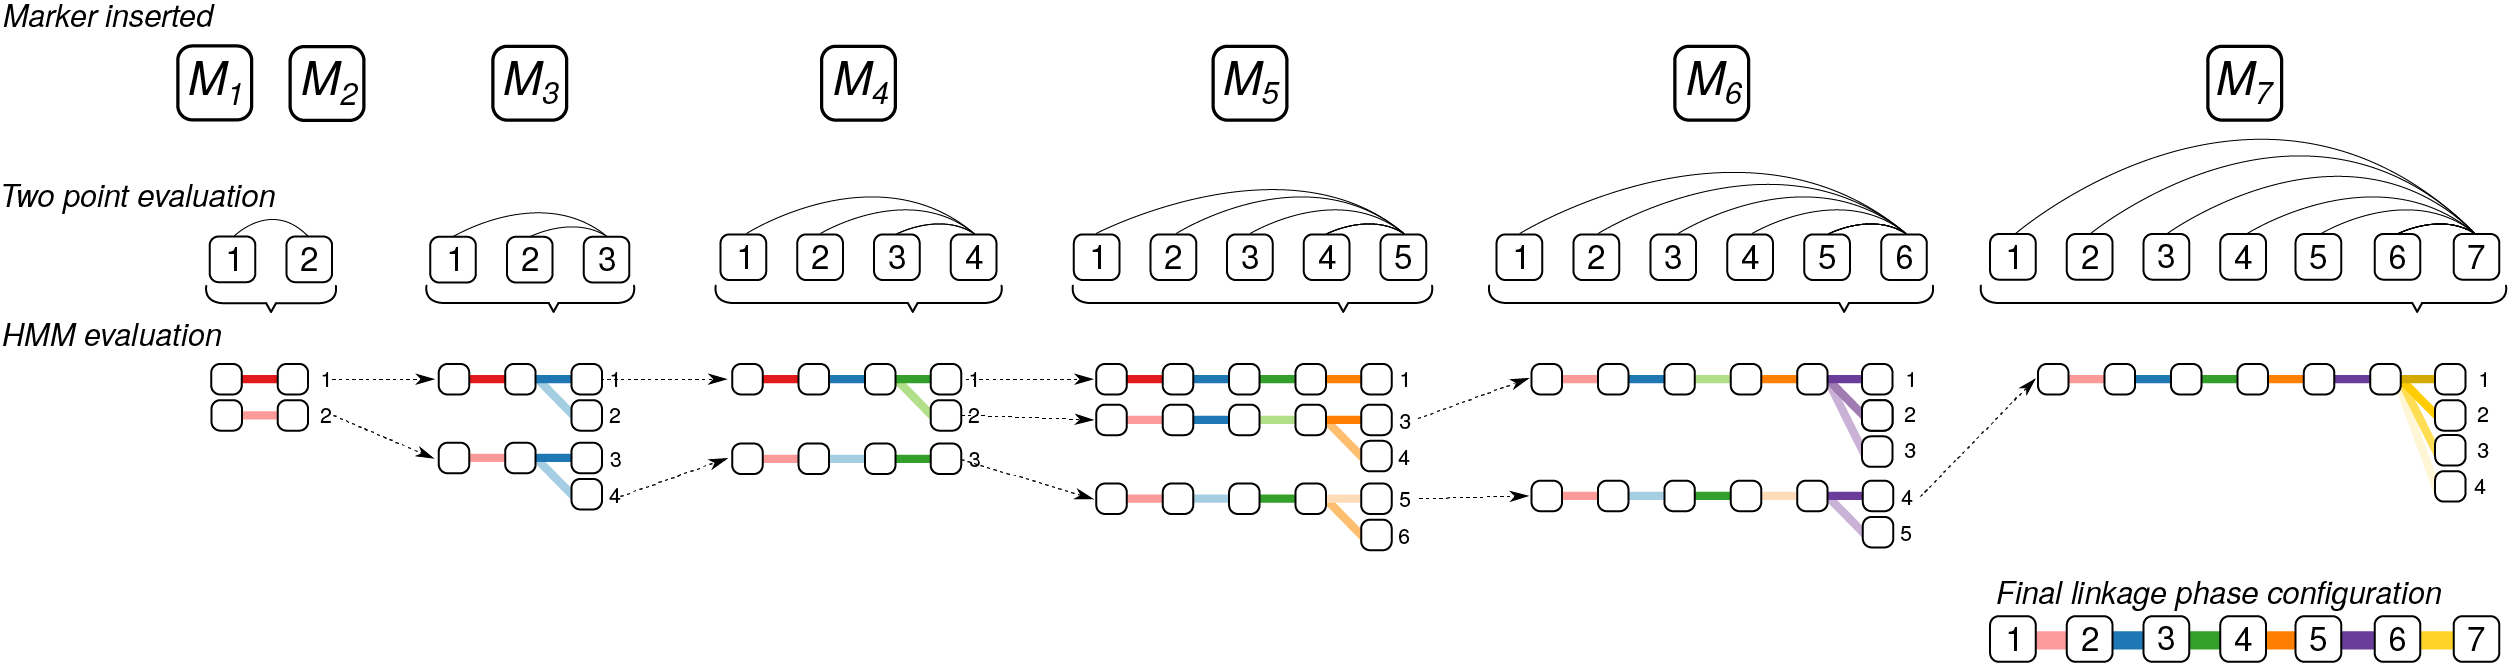 Marker inserted
M1 M2 M3 M4 M5 M6 M7
Two point evaluation
1 2 1 2 3 1 2 3 4 1 2 3 4 5 1 2 3 4 5 6 1 2 3 4 5 6 7
HMM evaluation
1 1 1 1 1 1
2 2 2 3 2 2
3 3 4 3 3
4 5 4 4
6 5
Final linkage phase configuration
1 2 3 4 5 6 7